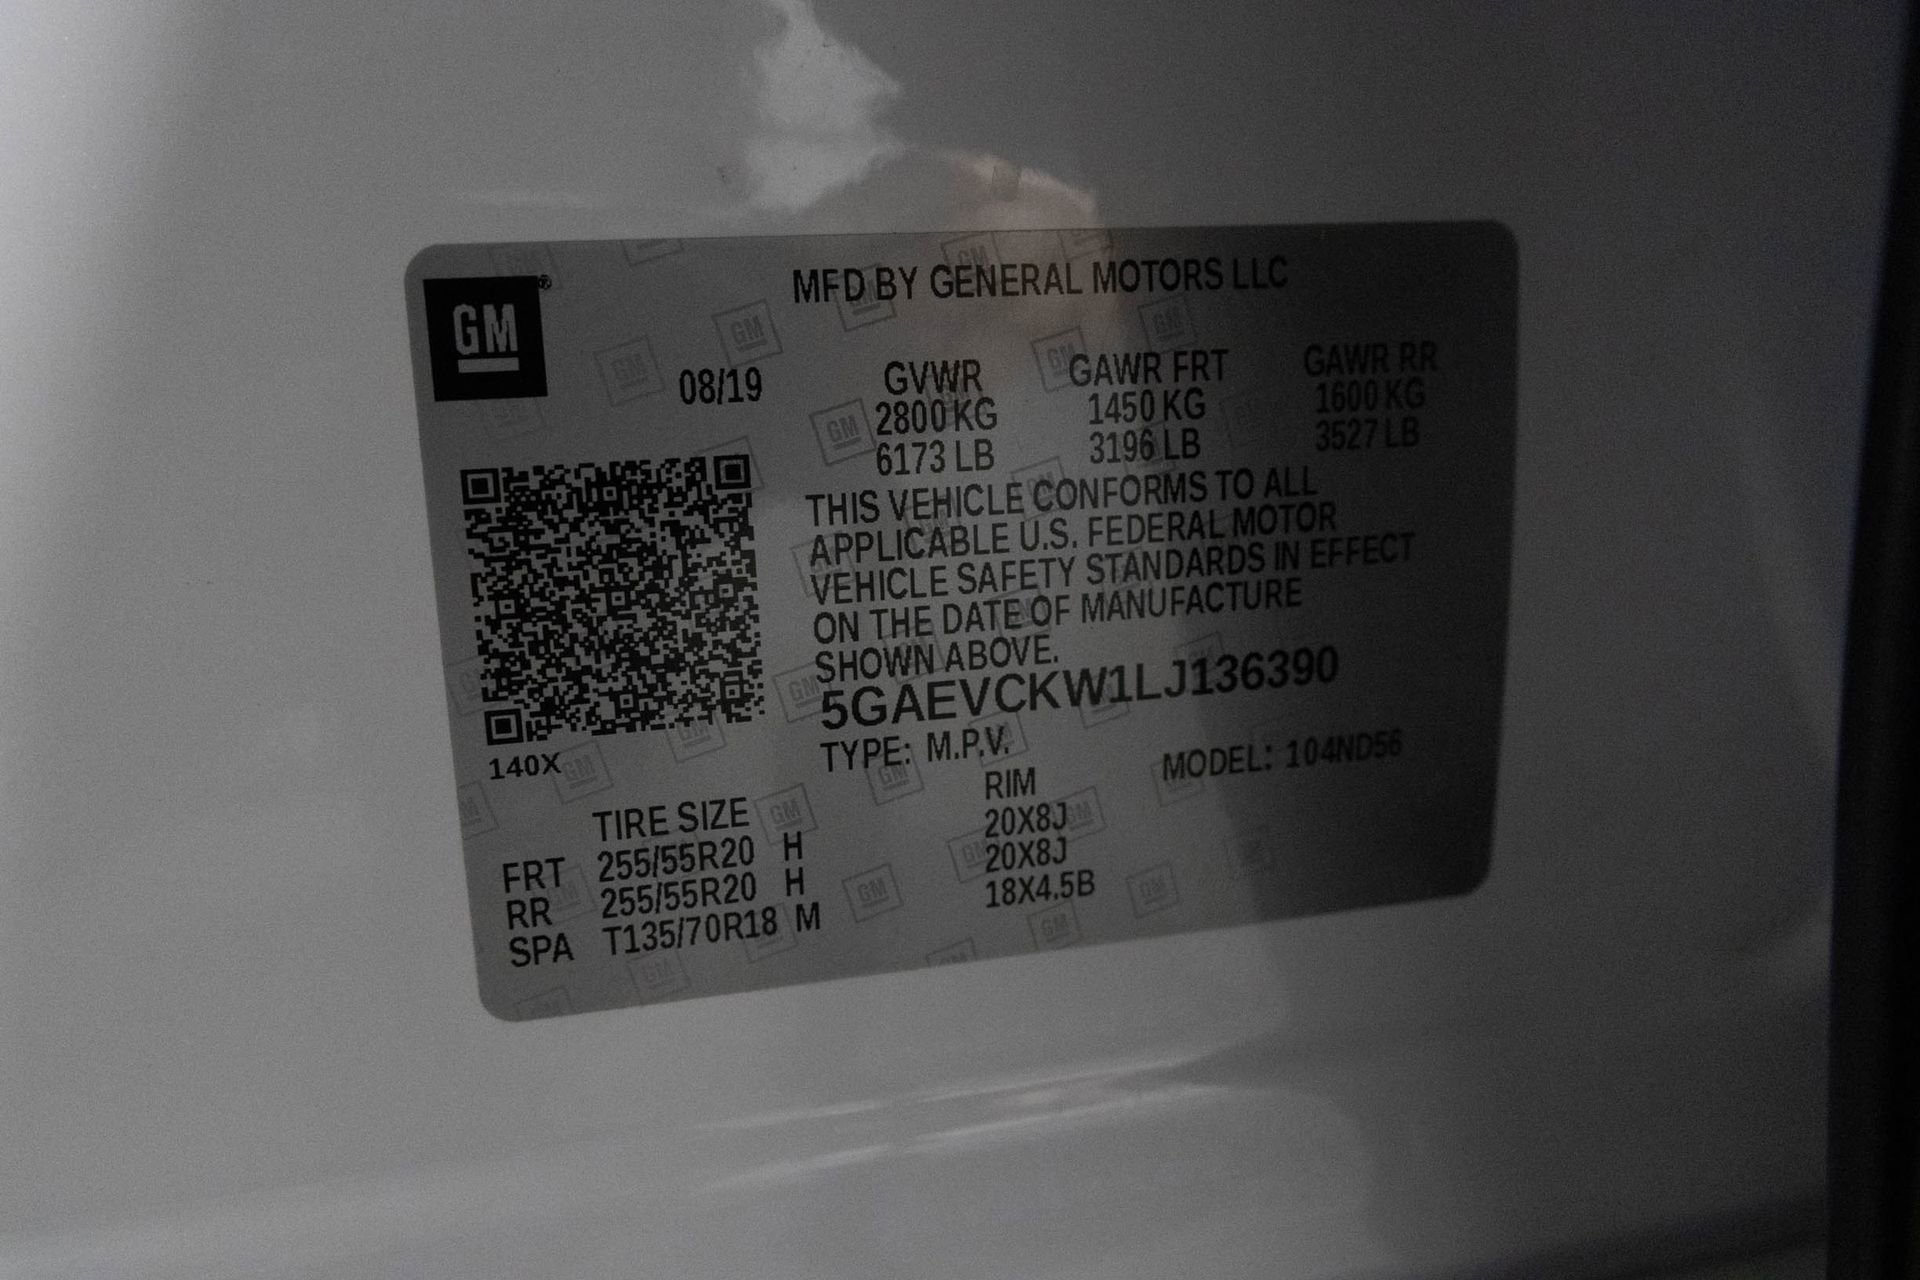 GM
MFD BY GENERAL MOTORS LLC
08/19 GVWR GAWR FRT GAWR RR
2800 KG 1450 KG 1600 KG
6173 LB 3196 LB 3527 LB
THIS VEHICLE CONFORMS TO ALL
APPLICABLE U.S. FEDERAL MOTOR
VEHICLE SAFETY STANDARDS IN EFFECT
ON THE DATE OF MANUFACTURE
SHOWN ABOVE.
5GAEVCKW1LJ136390
140X
TYPE: M.P.V. MODEL: 104ND56
TIRE SIZE RIM
FRT 255/55R20 H 20X8J
RR 255/55R20 H 20X8J
SPA T135/70R18 M 18X4.5B